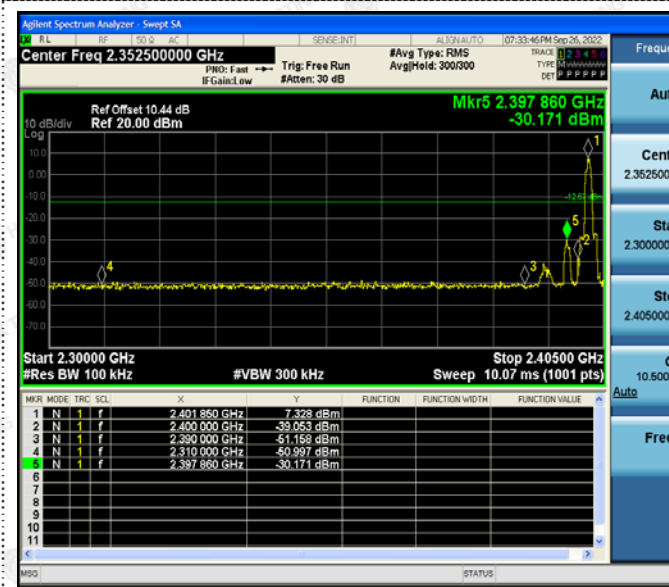 Agilent Spectrum Analyzer - Swept SA
RL RF 50 Ω AC SENSE:INT ALIGN AUTO 07:33:46 PM Sep 26, 2022
Center Freq 2.352500000 GHz #Avg Type: RMS TRACE 1 2 3 4 5 6
PNO: Fast Trig: Free Run Avg|Hold: 300/300 TYPE M W W W W W
IFGain:Low #Atten: 30 dB DET P P P P P P
Mkr5 2.397 860 GHz
Ref Offset 10.44 dB
-30.171 dBm
10 dB/div Ref 20.00 dBm
Log
10.0
0.00
-10.0
-20.0
-30.0
-40.0
-50.0
-60.0
-70.0
1
-12.67 dBm
5
2
3
4
Start 2.30000 GHz Stop 2.40500 GHz
#Res BW 100 kHz #VBW 300 kHz Sweep 10.07 ms (1001 pts)
MKR MODE TRC SCL X Y FUNCTION FUNCTION WIDTH FUNCTION VALUE
1 N 1 f 2.401 850 GHz 7.328 dBm
2 N 1 f 2.400 000 GHz -39.053 dBm
3 N 1 f 2.390 000 GHz -51.158 dBm
4 N 1 f 2.310 000 GHz -50.997 dBm
5 N 1 f 2.397 860 GHz -30.171 dBm
6
7
8
9
10
11
MSG STATUS
Freque
Aut
Cent
2.352500
Sta
2.300000
Sto
2.405000
C
10.500
Auto
Freq